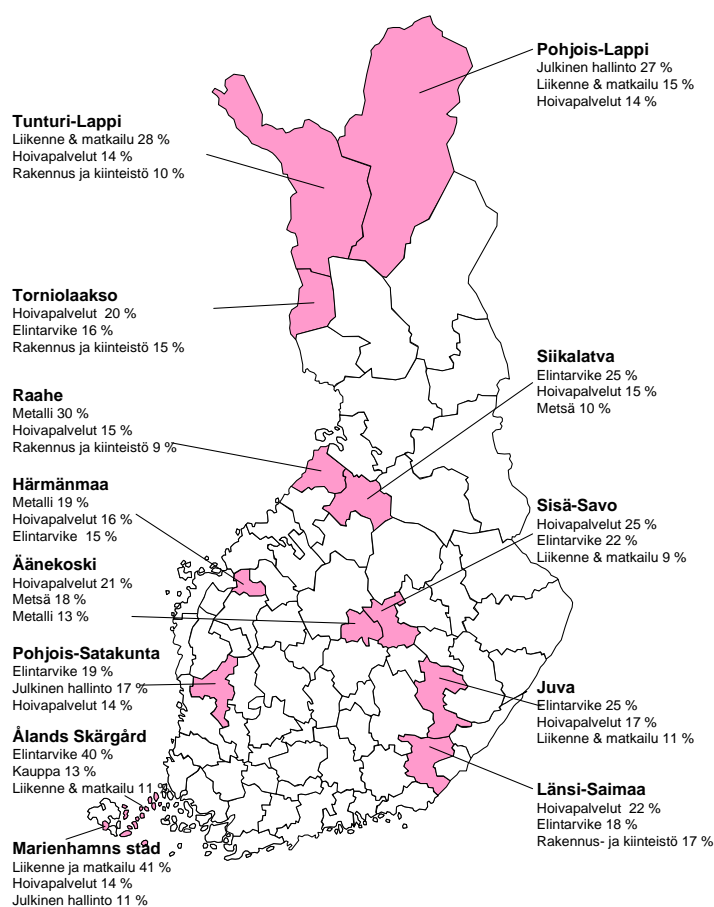 Pohjois-Lappi
Julkinen hallinto 27 %
Liikenne & matkailu 15 %
Hoivapalvelut 14 %
Tunturi-Lappi
Liikenne & matkailu 28 %
Hoivapalvelut 14 %
Rakennus ja kiinteistö 10 %
Torniolaakso
Hoivapalvelut 20 %
Elintarvike 16 %
Rakennus ja kiinteistö 15 %
Siikalatva
Elintarvike 25 %
Hoivapalvelut 15 %
Metsä 10 %
Raahe
Metalli 30 %
Hoivapalvelut 15 %
Rakennus ja kiinteistö 9 %
Härmänmaa
Metalli 19 %
Hoivapalvelut 16 %
Elintarvike 15 %
Sisä-Savo
Hoivapalvelut 25 %
Elintarvike 22 %
Liikenne & matkailu 9 %
Äänekoski
Hoivapalvelut 21 %
Metsä 18 %
Metalli 13 %
Pohjois-Satakunta
Elintarvike 19 %
Julkinen hallinto 17 %
Hoivapalvelut 14 %
Juva
Elintarvike 25 %
Hoivapalvelut 17 %
Liikenne & matkailu 11 %
Ålands Skärgård
Elintarvike 40 %
Kauppa 13 %
Liikenne & matkailu 11 %
Länsi-Saimaa
Hoivapalvelut 22 %
Elintarvike 18 %
Rakennus- ja kiinteistö 17 %
Marienhamns stad
Liikenne ja matkailu 41 %
Hoivapalvelut 14 %
Julkinen hallinto 11 %